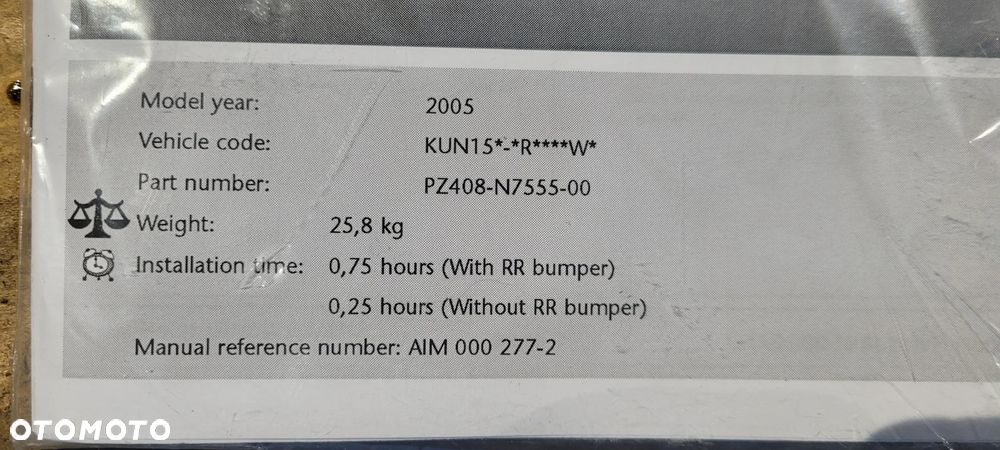 Model year: 2005
Vehicle code: KUN15*-*R****W*
Part number: PZ408-N7555-00
Weight: 25,8 kg
Installation time: 0,75 hours (With RR bumper)
0,25 hours (Without RR bumper)
Manual reference number: AIM 000 277-2
OTOMOTO